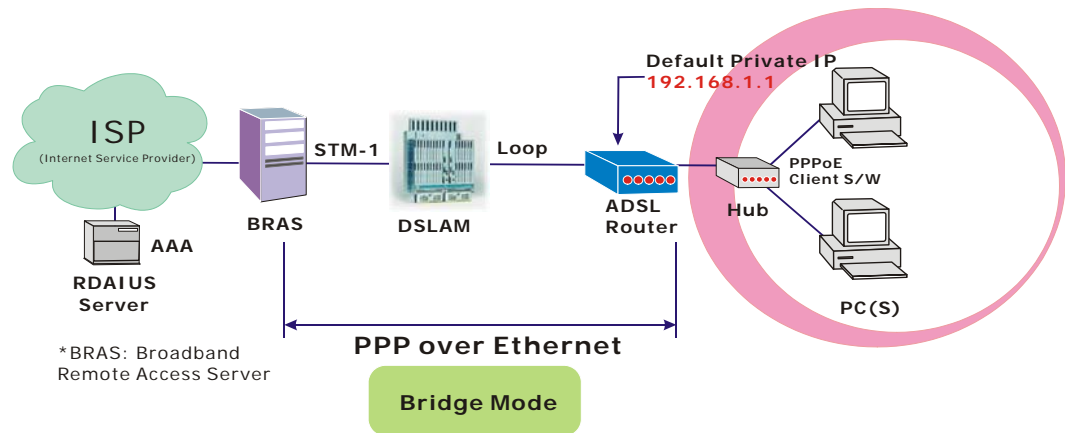 Default Private IP
192.168.1.1
ISP
(Internet Service Provider)
STM-1
Loop
PPPoE
Client S/W
BRAS
DSLAM
ADSL
Router
Hub
AAA
RDAIUS
Server
PC(S)
PPP over Ethernet
*BRAS: Broadband
Remote Access Server
Bridge Mode